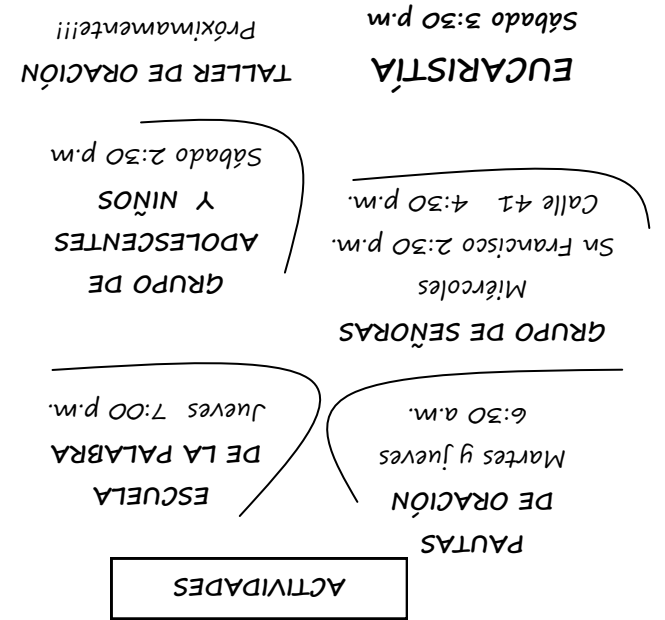 ACTIVIDADES
PAUTAS
DE ORACIÓN
Martes y jueves
6:30 a.m.
ESCUELA
DE LA PALABRA
Jueves 7:00 p.m.
GRUPO DE SEÑORAS
Miércoles
Sn Francisco 2:30 p.m.
Calle 41 4:30 p.m.
GRUPO DE
ADOLESCENTES
Y NIÑOS
Sábado 2:30 p.m
EUCARISTÍA
Sábado 3:30 p.m
TALLER DE ORACIÓN
Próximamente!!!